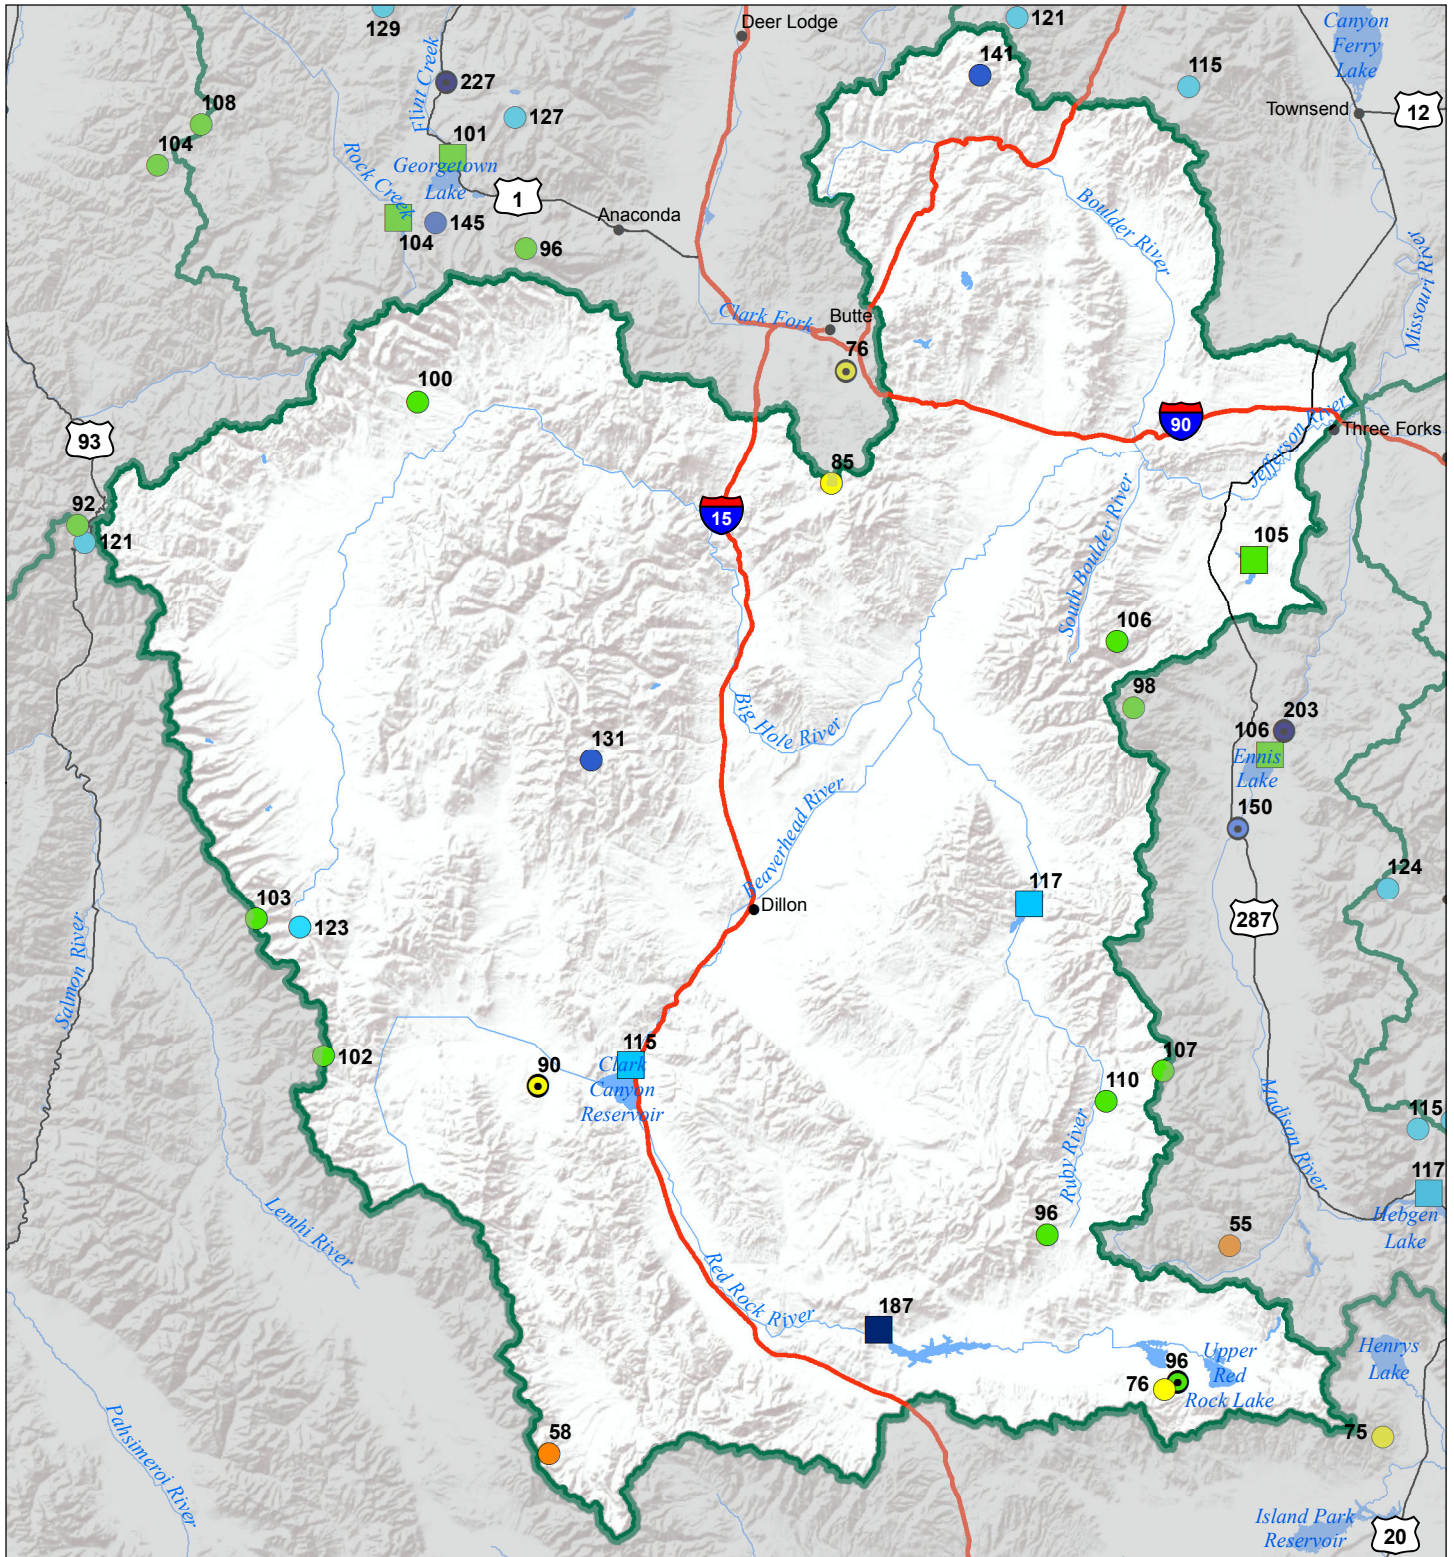 129
Deer Lodge
121
Canyon
Ferry
Lake
141
115
227
Flint Creek
127
108
101
104
Georgetown
Lake
Rock Creek
Townsend
12
1
Anaconda
104
145
96
Boulder River
Missouri River
Clark Fork
Butte
76
100
90
Jefferson River
Three Forks
93
85
15
92
121
South Boulder River
105
106
98
203
106
Ennis
Lake
Big Hole River
131
Beaverhead River
150
124
117
Dillon
287
103
123
Salmon River
102
115
Clark
Canyon
Reservoir
90
107
110
Ruby River
Madison River
115
117
Hebgen
Lake
96
55
Lemhi River
Red Rock River
187
Upper
Red
Rock Lake
96
76
Henrys
Lake
75
58
Pahsimeroi River
Island Park
Reservoir
20